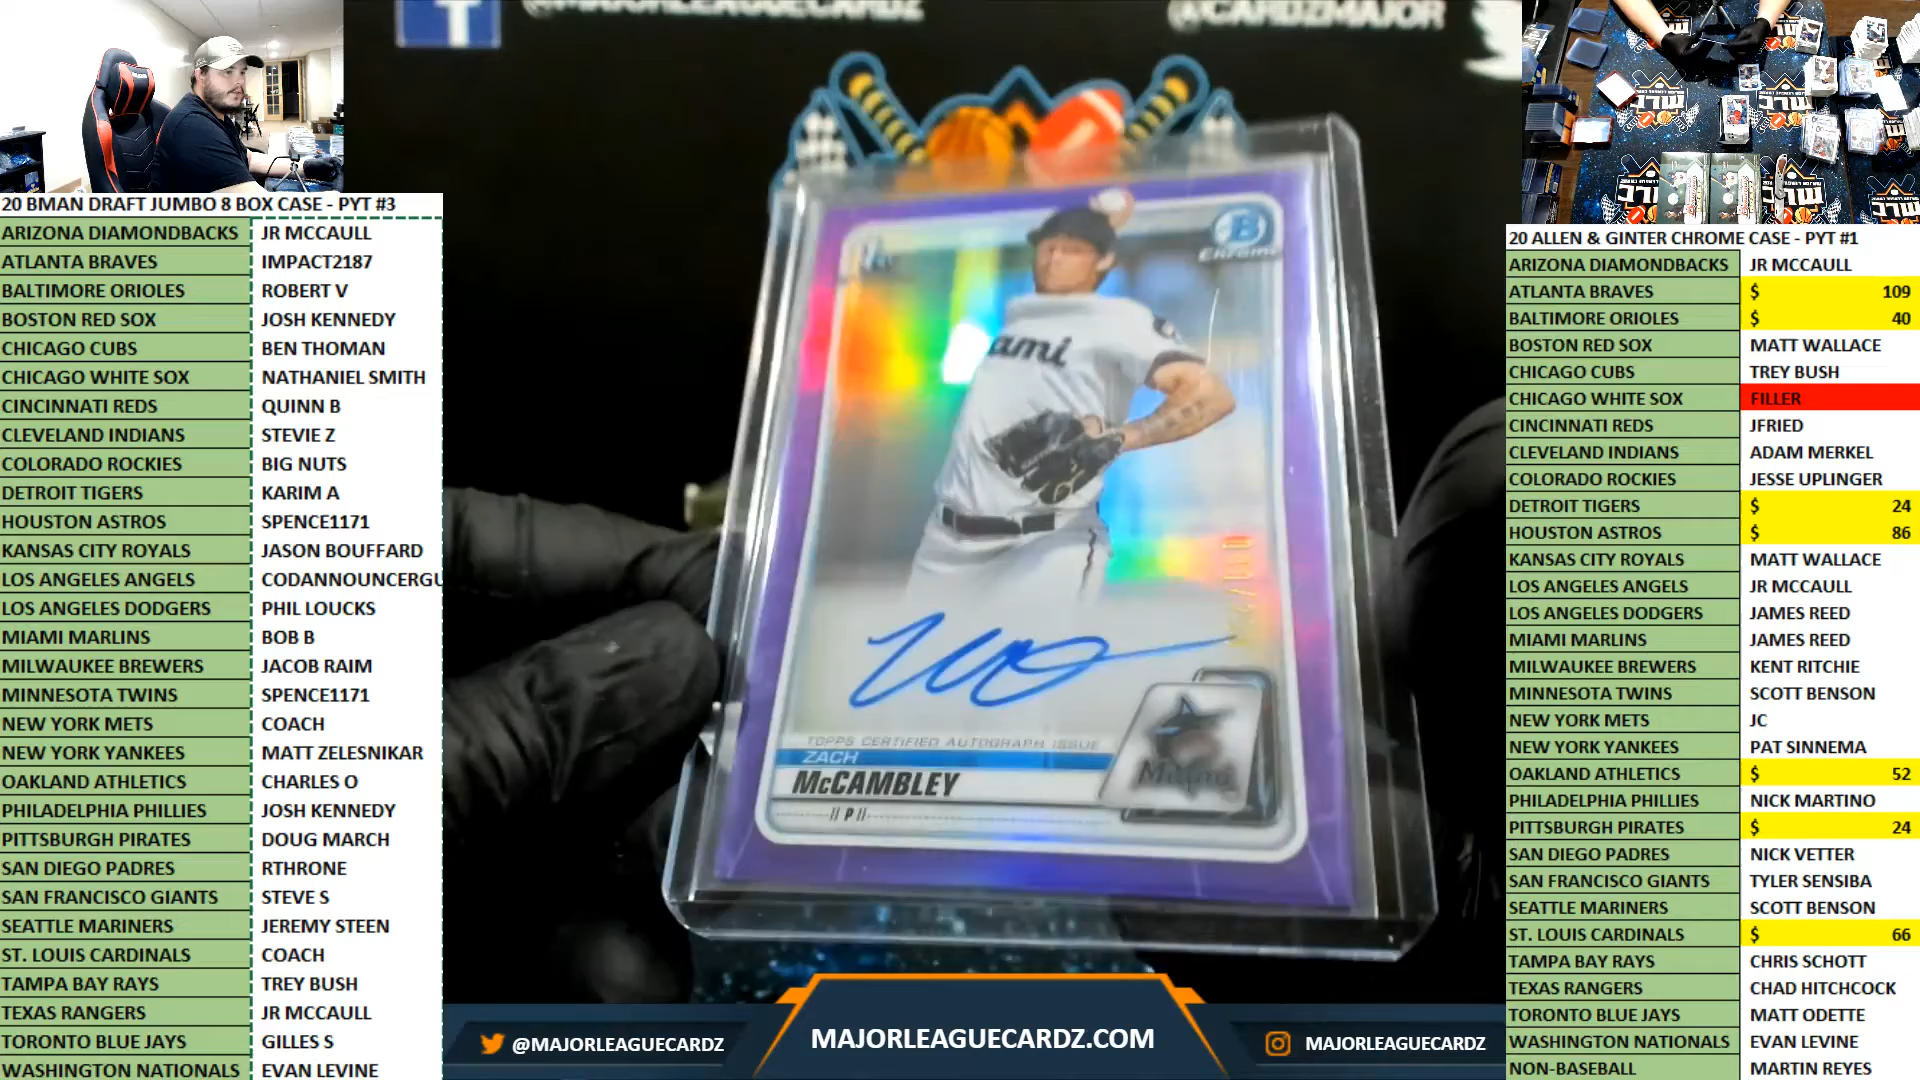 @MAJORLEAGUECARDZ
@CARDZMAJOR
20 BMAN DRAFT JUMBO 8 BOX CASE - PYT #3
ARIZONA DIAMONDBACKS JR MCCAULL
ATLANTA BRAVES IMPACT2187
BALTIMORE ORIOLES ROBERT V
BOSTON RED SOX JOSH KENNEDY
CHICAGO CUBS BEN THOMAN
CHICAGO WHITE SOX NATHANIEL SMITH
CINCINNATI REDS QUINN B
CLEVELAND INDIANS STEVIE Z
COLORADO ROCKIES BIG NUTS
DETROIT TIGERS KARIM A
HOUSTON ASTROS SPENCE1171
KANSAS CITY ROYALS JASON BOUFFARD
LOS ANGELES ANGELS CODANNOUNCERGU
LOS ANGELES DODGERS PHIL LOUCKS
MIAMI MARLINS BOB B
MILWAUKEE BREWERS JACOB RAIM
MINNESOTA TWINS SPENCE1171
NEW YORK METS COACH
NEW YORK YANKEES MATT ZELESNIKAR
OAKLAND ATHLETICS CHARLES O
PHILADELPHIA PHILLIES JOSH KENNEDY
PITTSBURGH PIRATES DOUG MARCH
SAN DIEGO PADRES RTHRONE
SAN FRANCISCO GIANTS STEVE S
SEATTLE MARINERS JEREMY STEEN
ST. LOUIS CARDINALS COACH
TAMPA BAY RAYS TREY BUSH
TEXAS RANGERS JR MCCAULL
TORONTO BLUE JAYS GILLES S
WASHINGTON NATIONALS EVAN LEVINE
B
Chrome
ami
TOPPS CERTIFIED AUTOGRAPH ISSUE
ZACH
McCAMBLEY
// P //
Miami
@MAJORLEAGUECARDZ
MAJORLEAGUECARDZ.COM
MAJORLEAGUECARDZ
20 ALLEN & GINTER CHROME CASE - PYT #1
ARIZONA DIAMONDBACKS JR MCCAULL
ATLANTA BRAVES $ 109
BALTIMORE ORIOLES $ 40
BOSTON RED SOX MATT WALLACE
CHICAGO CUBS TREY BUSH
CHICAGO WHITE SOX FILLER
CINCINNATI REDS JFRIED
CLEVELAND INDIANS ADAM MERKEL
COLORADO ROCKIES JESSE UPLINGER
DETROIT TIGERS $ 24
HOUSTON ASTROS $ 86
KANSAS CITY ROYALS MATT WALLACE
LOS ANGELES ANGELS JR MCCAULL
LOS ANGELES DODGERS JAMES REED
MIAMI MARLINS JAMES REED
MILWAUKEE BREWERS KENT RITCHIE
MINNESOTA TWINS SCOTT BENSON
NEW YORK METS JC
NEW YORK YANKEES PAT SINNEMA
OAKLAND ATHLETICS $ 52
PHILADELPHIA PHILLIES NICK MARTINO
PITTSBURGH PIRATES $ 24
SAN DIEGO PADRES NICK VETTER
SAN FRANCISCO GIANTS TYLER SENSIBA
SEATTLE MARINERS SCOTT BENSON
ST. LOUIS CARDINALS $ 66
TAMPA BAY RAYS CHRIS SCHOTT
TEXAS RANGERS CHAD HITCHCOCK
TORONTO BLUE JAYS MATT ODETTE
WASHINGTON NATIONALS EVAN LEVINE
NON-BASEBALL MARTIN REYES